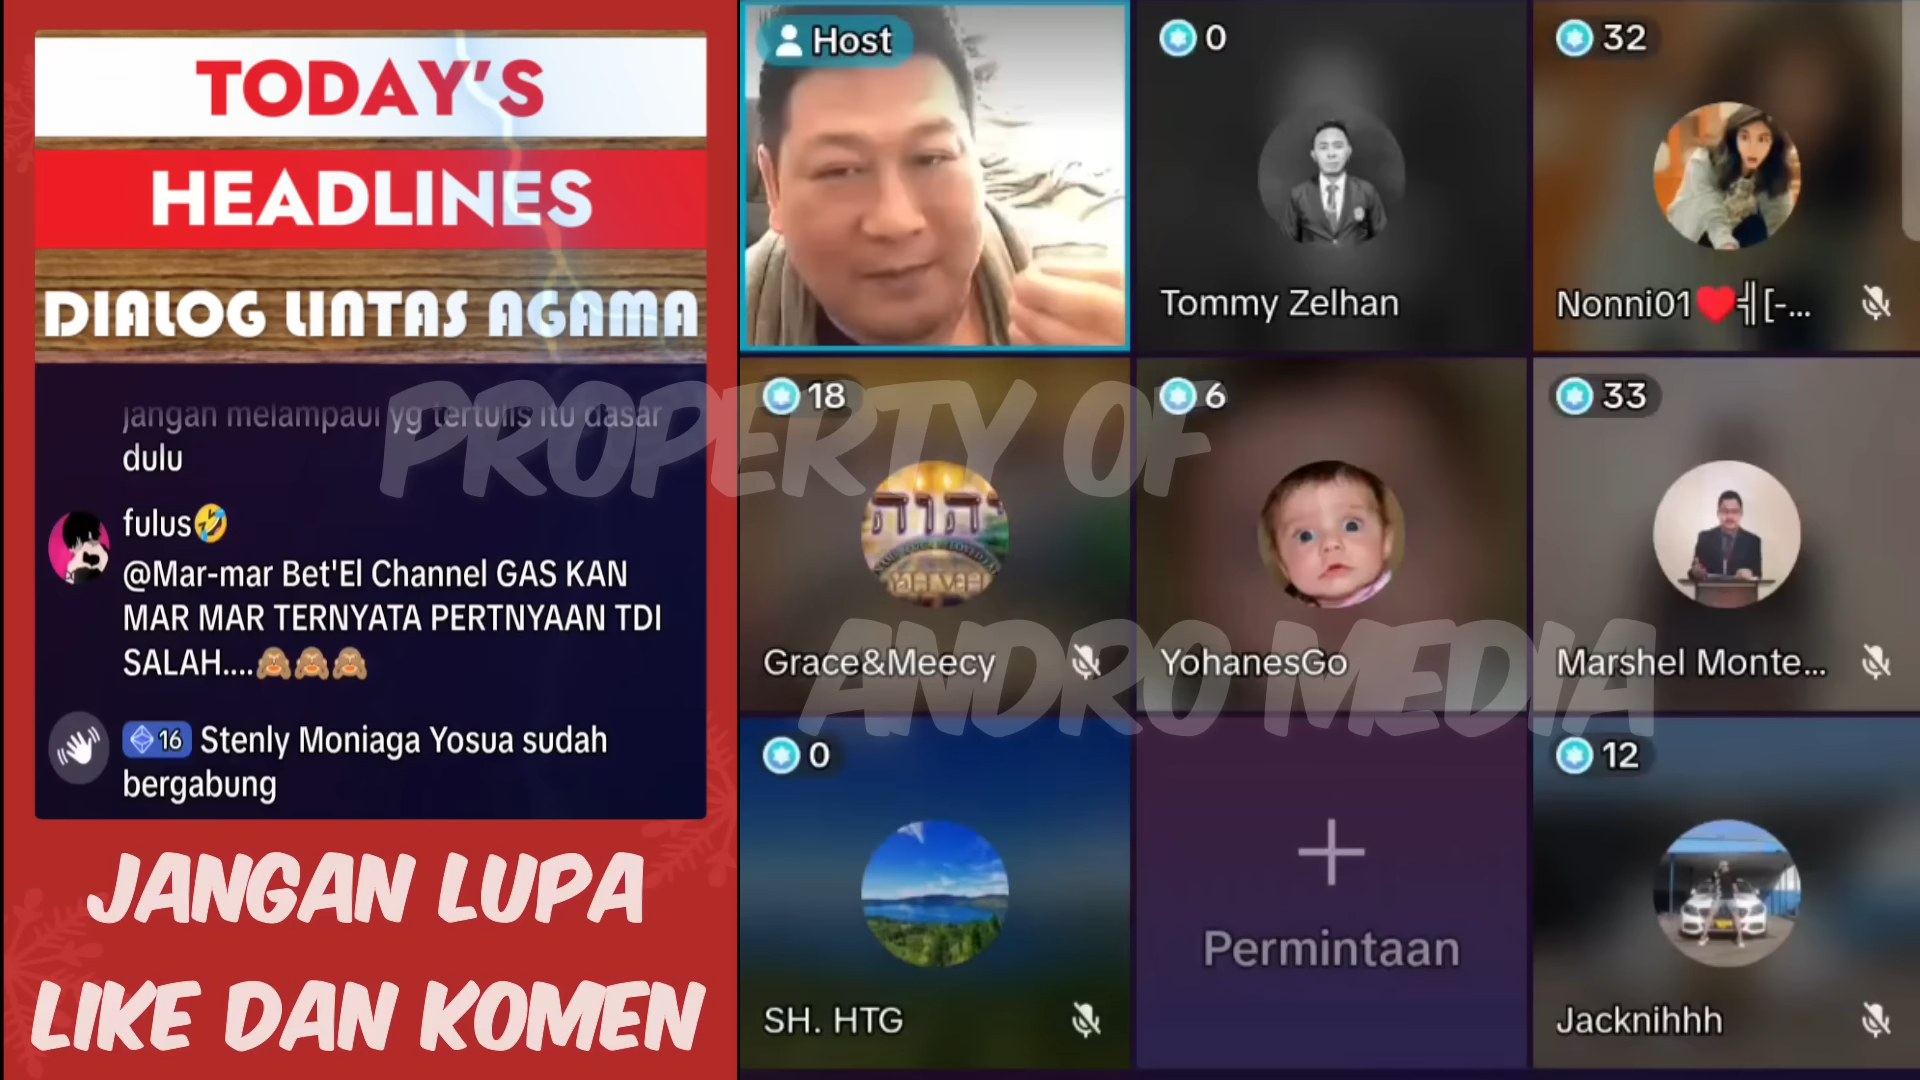 TODAY'S
HEADLINES
DIALOG LINTAS AGAMA
jangan melampaui yg tertulis itu dasar
dulu
fulus🤣
@Mar-mar Bet'El Channel GAS KAN
MAR MAR TERNYATA PERTNYAAN TDI
SALAH....🙈🙈🙈
16 Stenly Moniaga Yosua sudah
bergabung
JANGAN LUPA
LIKE DAN KOMEN
Host
0
Tommy Zelhan
32
Nonni01❤️╣[-...
18
Grace&Meecy
6
YohanesGo
33
Marshel Monte...
0
SH. HTG
+
Permintaan
12
Jacknihhh
יהוה
PROPERTY OF
ANDRO MEDIA